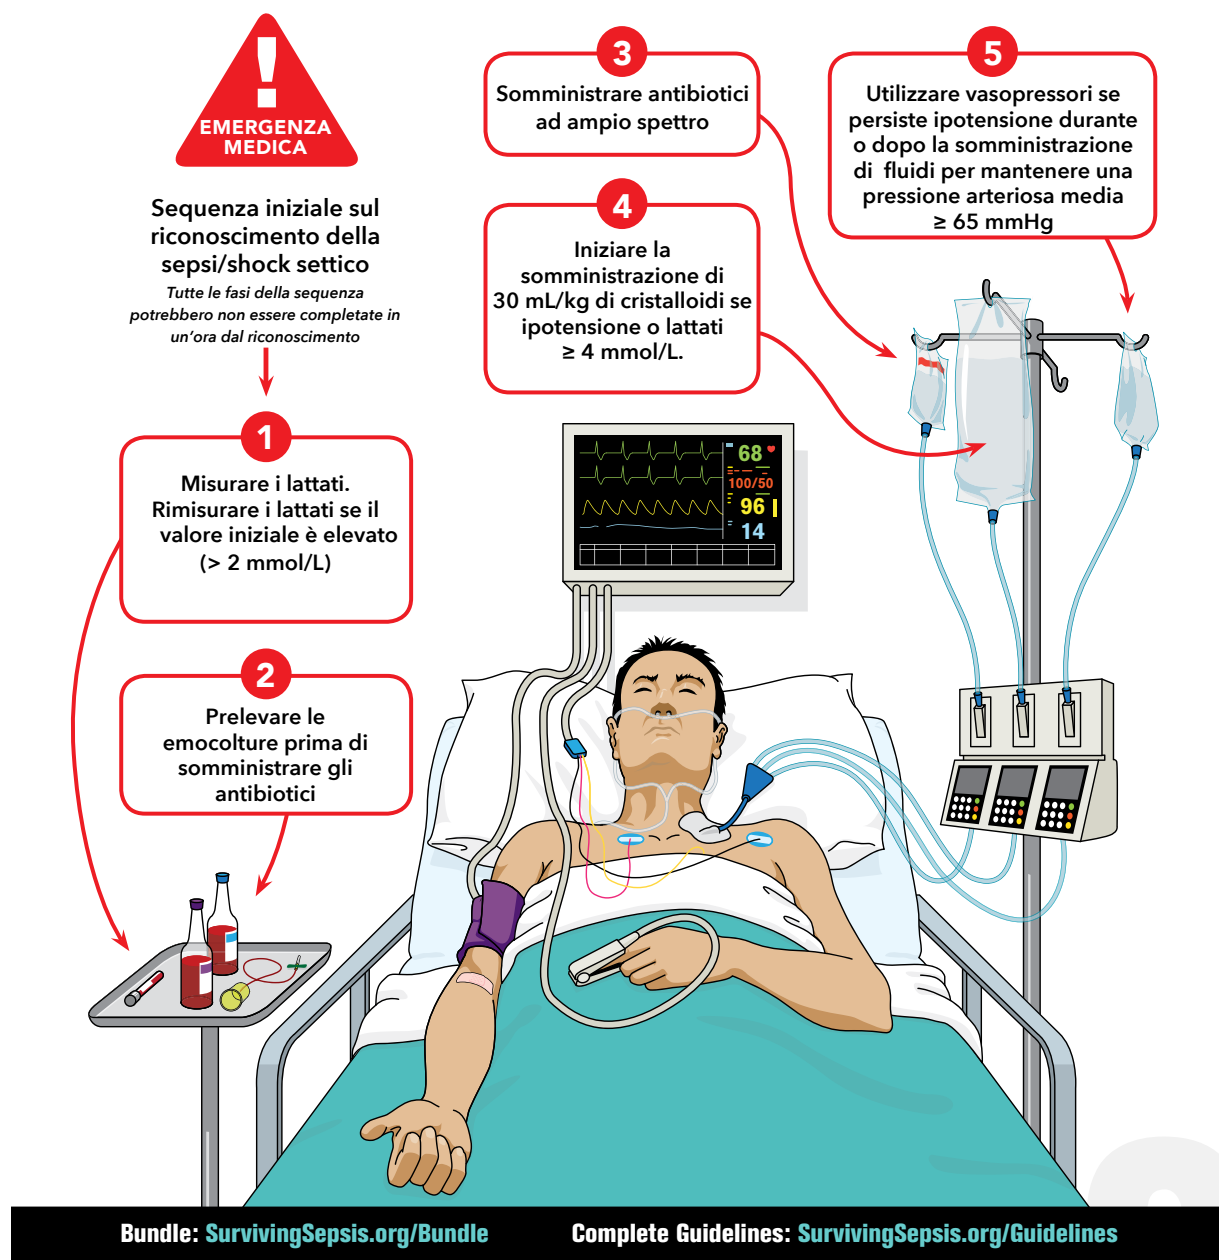 EMERGENZA
MEDICA
Sequenza iniziale sul
riconoscimento della
sepsi/shock settico
Tutte le fasi della sequenza
potrebbero non essere completate in
un'ora dal riconoscimento
1
Misurare i lattati.
Rimisurare i lattati se il
valore iniziale è elevato
(> 2 mmol/L)
2
Prelevare le
emocolture prima di
somministrare gli
antibiotici
3
Somministrare antibiotici
ad ampio spettro
4
Iniziare la
somministrazione di
30 mL/kg di cristalloidi se
ipotensione o lattati
≥ 4 mmol/L.
5
Utilizzare vasopressori se
persiste ipotensione durante
o dopo la somministrazione
di fluidi per mantenere una
pressione arteriosa media
≥ 65 mmHg
68
100/50
96
14
Bundle: SurvivingSepsis.org/Bundle Complete Guidelines: SurvivingSepsis.org/Guidelines